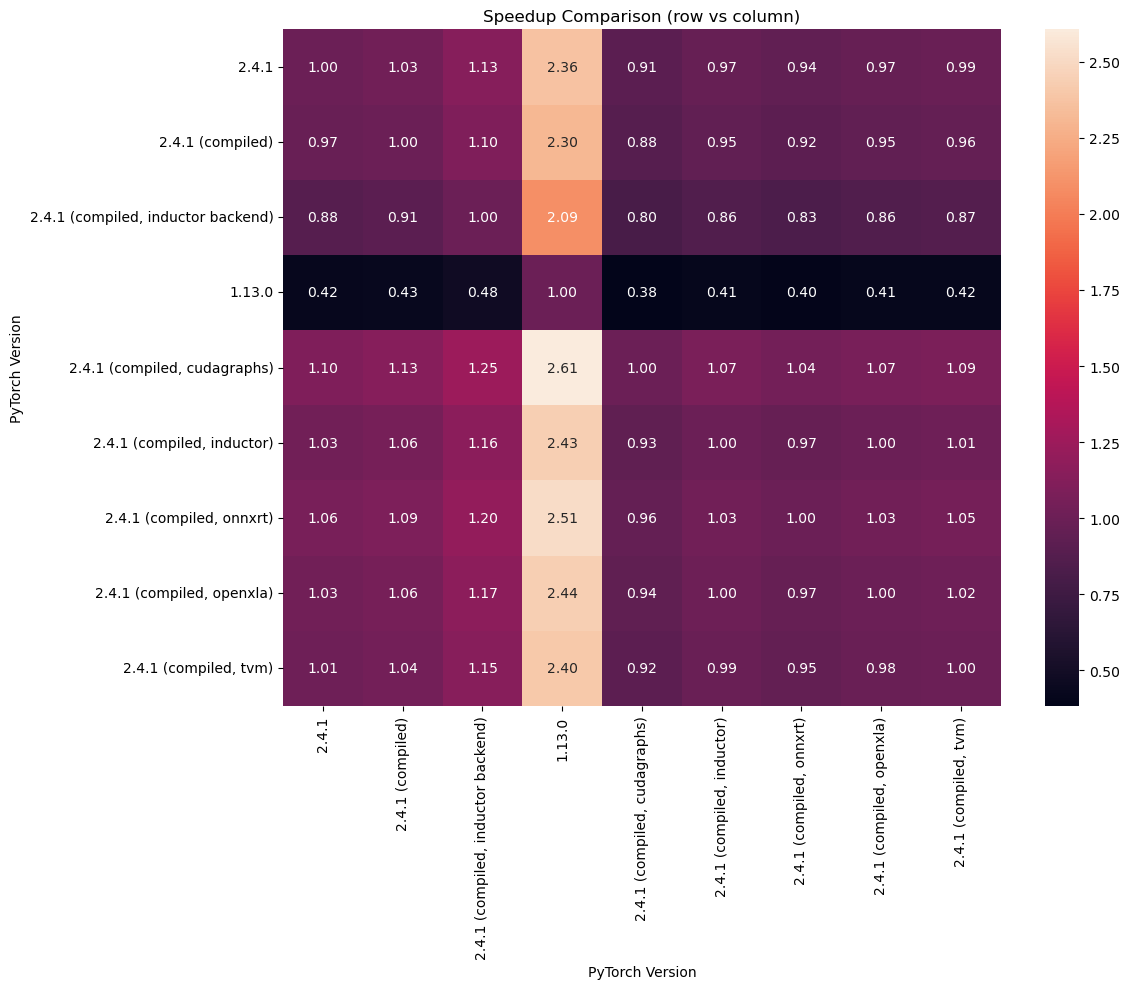 Speedup Comparison (row vs column)
PyTorch Version
2.4.1 1.00 1.03 1.13 2.36 0.91 0.97 0.94 0.97 0.99
2.4.1 (compiled) 0.97 1.00 1.10 2.30 0.88 0.95 0.92 0.95 0.96
2.4.1 (compiled, inductor backend) 0.88 0.91 1.00 2.09 0.80 0.86 0.83 0.86 0.87
1.13.0 0.42 0.43 0.48 1.00 0.38 0.41 0.40 0.41 0.42
2.4.1 (compiled, cudagraphs) 1.10 1.13 1.25 2.61 1.00 1.07 1.04 1.07 1.09
2.4.1 (compiled, inductor) 1.03 1.06 1.16 2.43 0.93 1.00 0.97 1.00 1.01
2.4.1 (compiled, onnxrt) 1.06 1.09 1.20 2.51 0.96 1.03 1.00 1.03 1.05
2.4.1 (compiled, openxla) 1.03 1.06 1.17 2.44 0.94 1.00 0.97 1.00 1.02
2.4.1 (compiled, tvm) 1.01 1.04 1.15 2.40 0.92 0.99 0.95 0.98 1.00
2.4.1
2.4.1 (compiled)
2.4.1 (compiled, inductor backend)
1.13.0
2.4.1 (compiled, cudagraphs)
2.4.1 (compiled, inductor)
2.4.1 (compiled, onnxrt)
2.4.1 (compiled, openxla)
2.4.1 (compiled, tvm)
PyTorch Version
2.50
2.25
2.00
1.75
1.50
1.25
1.00
0.75
0.50